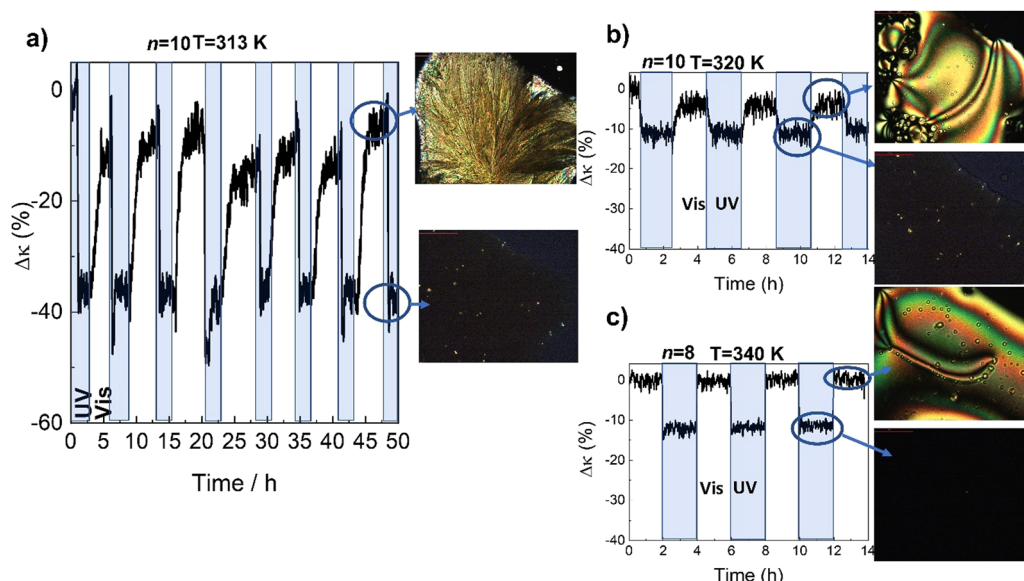 a)
n=10 T=313 K
0
-20
-40
-60
Δκ (%)
UV
Vis
0 5 10 15 20 25 30 35 40 45 50
Time / h
b)
n=10 T=320 K
0
-10
-20
-30
-40
Δκ (%)
Vis UV
0 2 4 6 8 10 12 14
Time (h)
c)
n=8 T=340 K
0
-10
-20
-30
-40
Δκ (%)
Vis UV
0 2 4 6 8 10 12 14
Time (h)